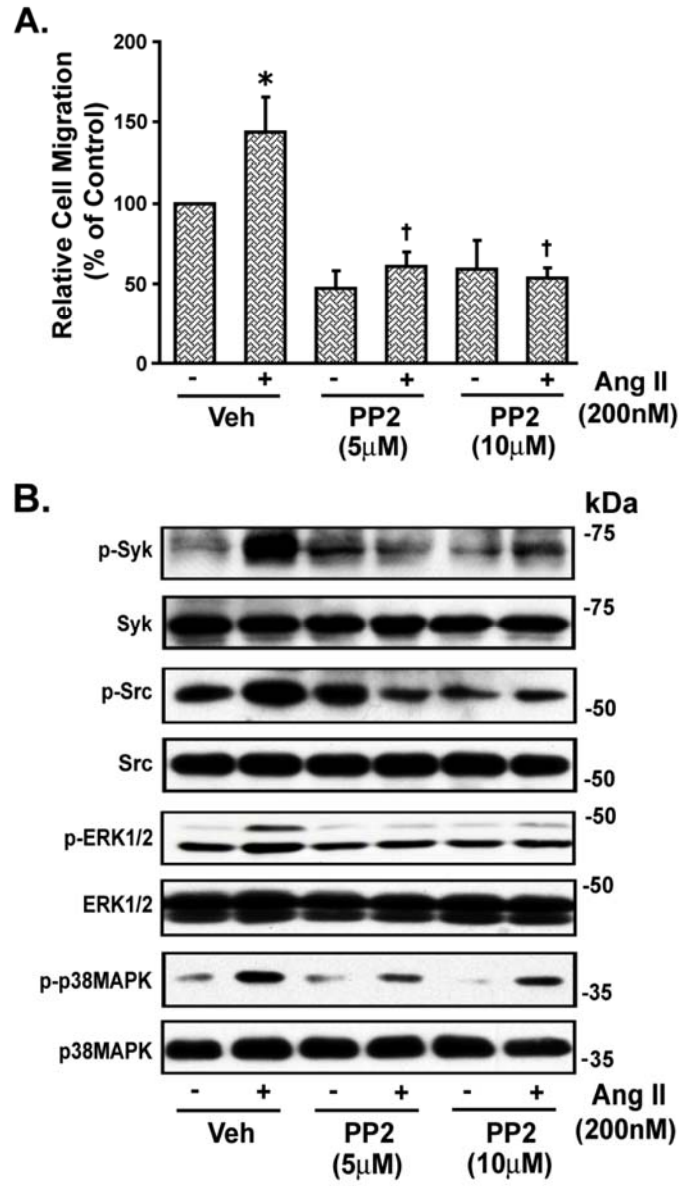 A.
Relative Cell Migration
(% of Control)
200
150
100
50
0
*
†
†
- + - + - + Ang II
Veh PP2 PP2 (200nM)
(5μM) (10μM)
B.
kDa
p-Syk -75
Syk -75
p-Src -50
Src -50
p-ERK1/2 -50
ERK1/2 -50
p-p38MAPK -35
p38MAPK -35
- + - + - + Ang II
Veh PP2 PP2 (200nM)
(5μM) (10μM)